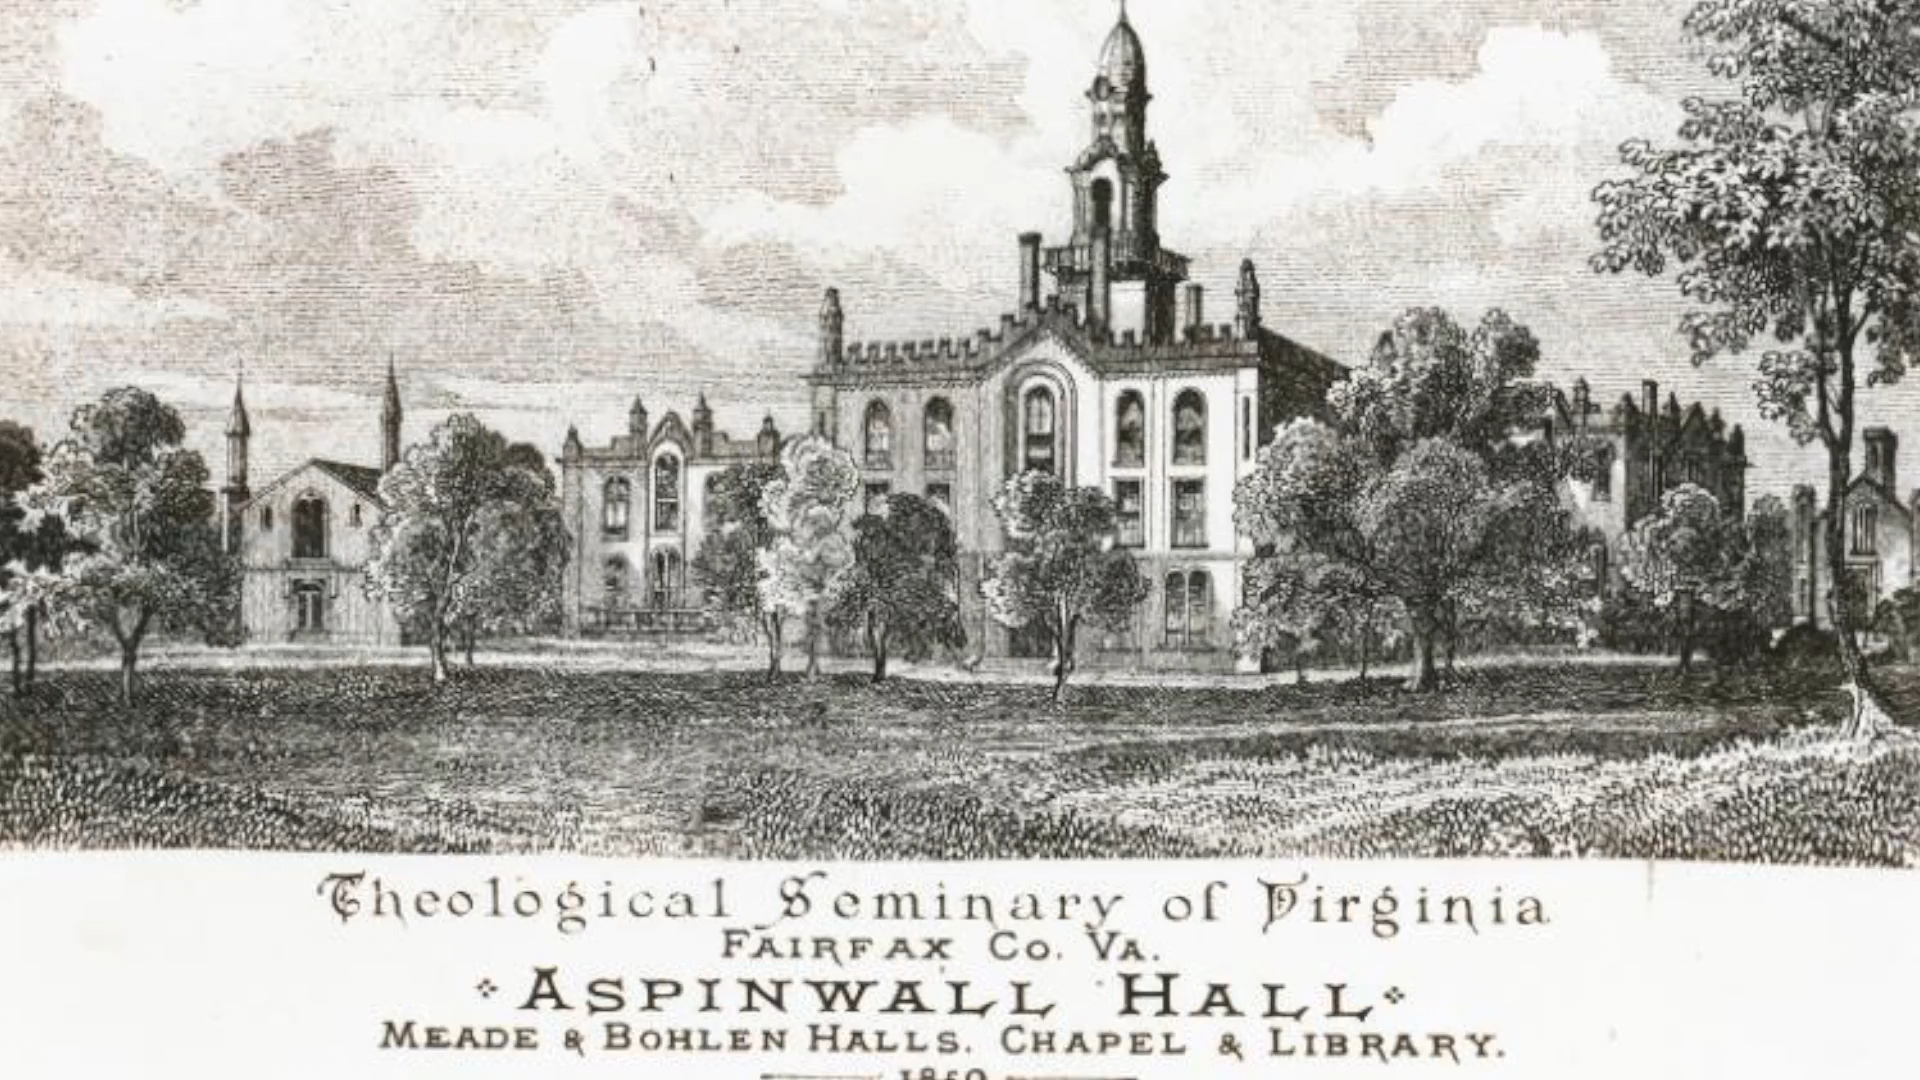 Theological Seminary of Virginia
FAIRFAX CO. VA.
ASPINWALL HALL
MEADE & BOHLEN HALLS. CHAPEL & LIBRARY.